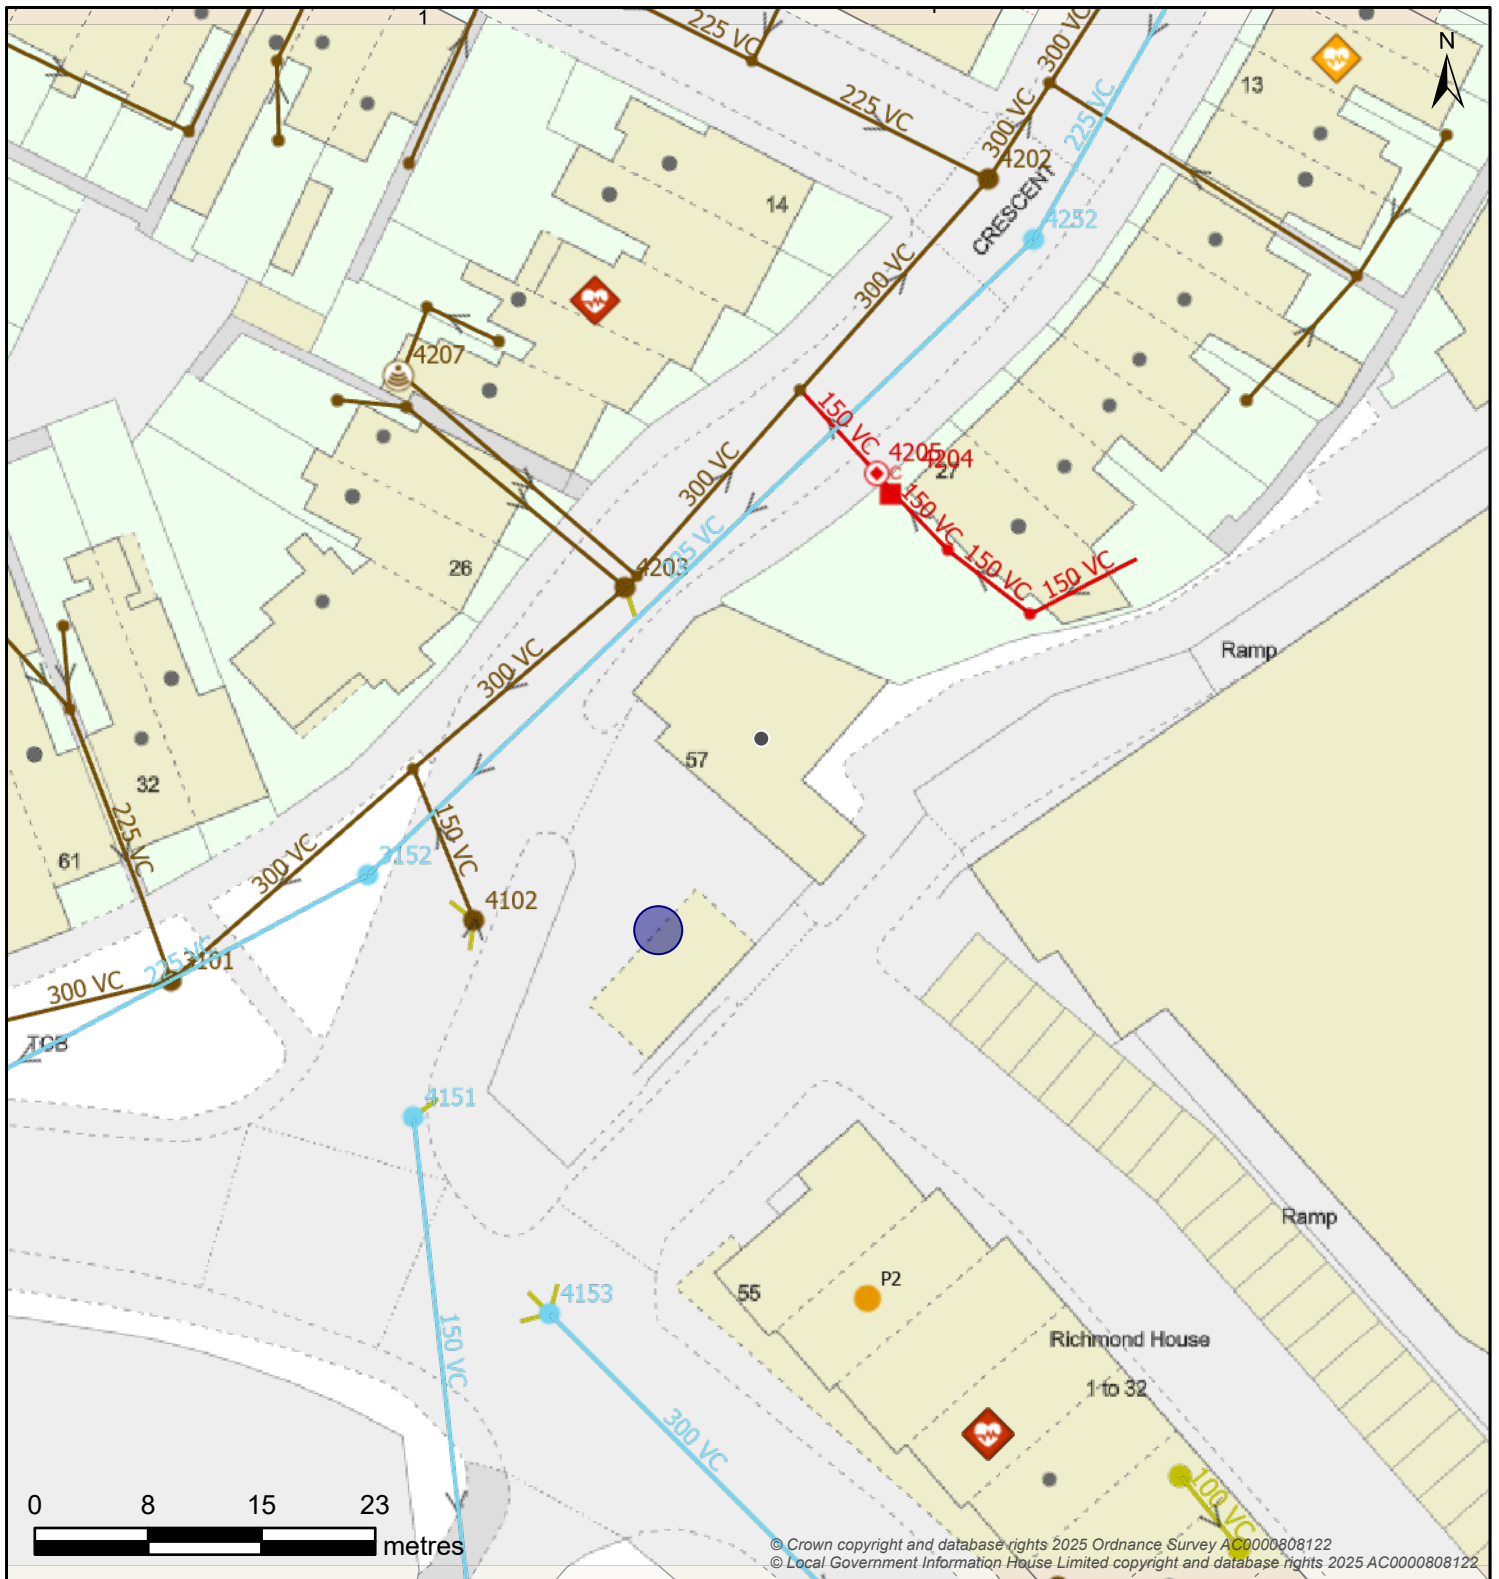 1
N
225 VC
300 VC
225 VC
13
225 VC
300 VC
4202
14
CRESCENT
4252
300 VC
4207
150 VC
4205
4204
27
300 VC
150 VC
4203
26
150 VC
150 VC
Ramp
300 VC
57
32
225 VC
150 VC
61
300 VC
3152
4102
225 VC
3101
300 VC
TCB
4151
Ramp
4153
55
P2
150 VC
Richmond House
1 to 32
300 VC
100 VC
0 8 15 23
metres
© Crown copyright and database rights 2025 Ordnance Survey AC0000808122
© Local Government Information House Limited copyright and database rights 2025 AC0000808122